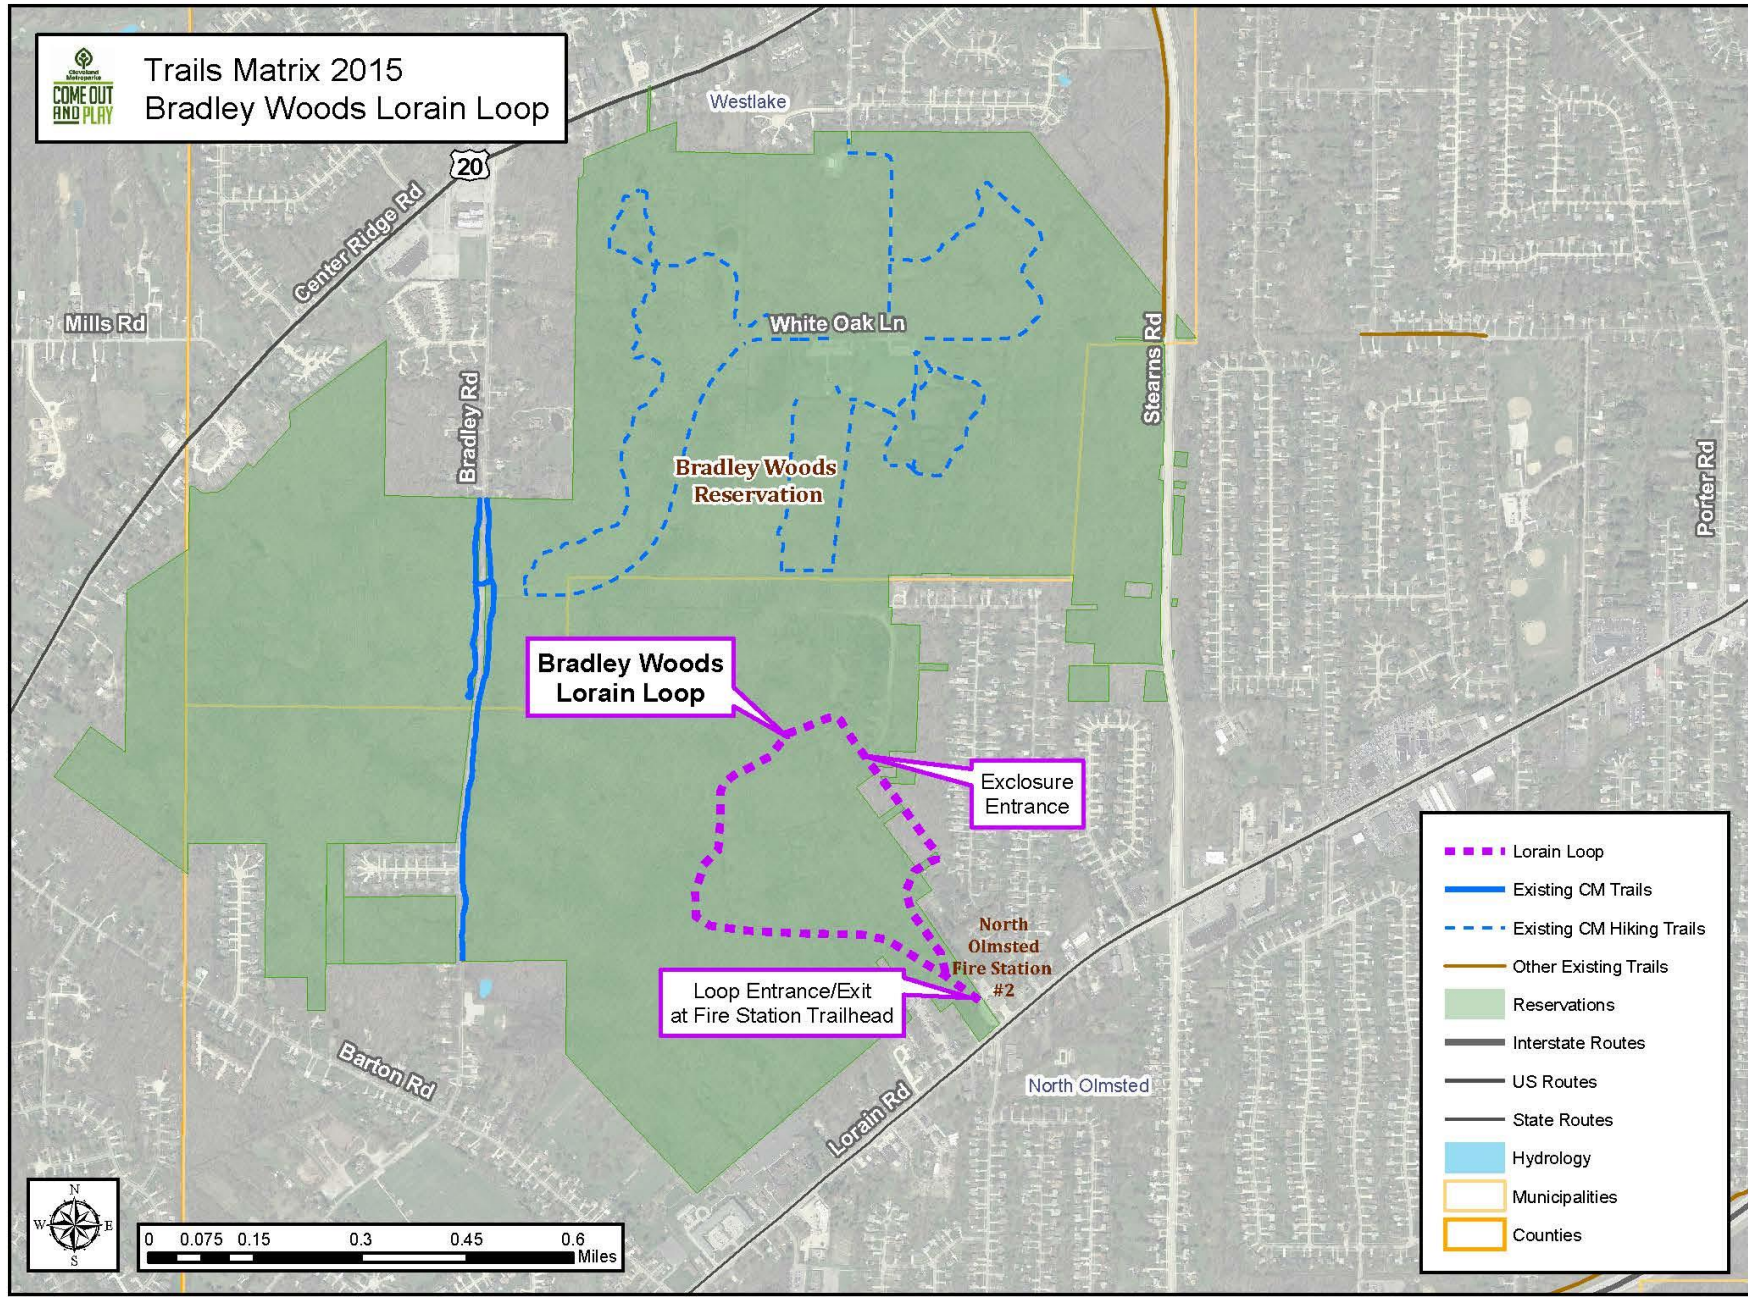 Cleveland
Metroparks
COME OUT
AND PLAY
Trails Matrix 2015
Bradley Woods Lorain Loop
Westlake
20
Center Ridge Rd
Mills Rd
White Oak Ln
Stearns Rd
Bradley Rd
Porter Rd
Bradley Woods
Reservation
Bradley Woods
Lorain Loop
Exclosure
Entrance
North
Olmsted
Fire Station
#2
Loop Entrance/Exit
at Fire Station Trailhead
Barton Rd
Lorain Rd
North Olmsted
Lorain Loop
Existing CM Trails
Existing CM Hiking Trails
Other Existing Trails
Reservations
Interstate Routes
US Routes
State Routes
Hydrology
Municipalities
Counties
N
W E
S
0 0.075 0.15 0.3 0.45 0.6
Miles